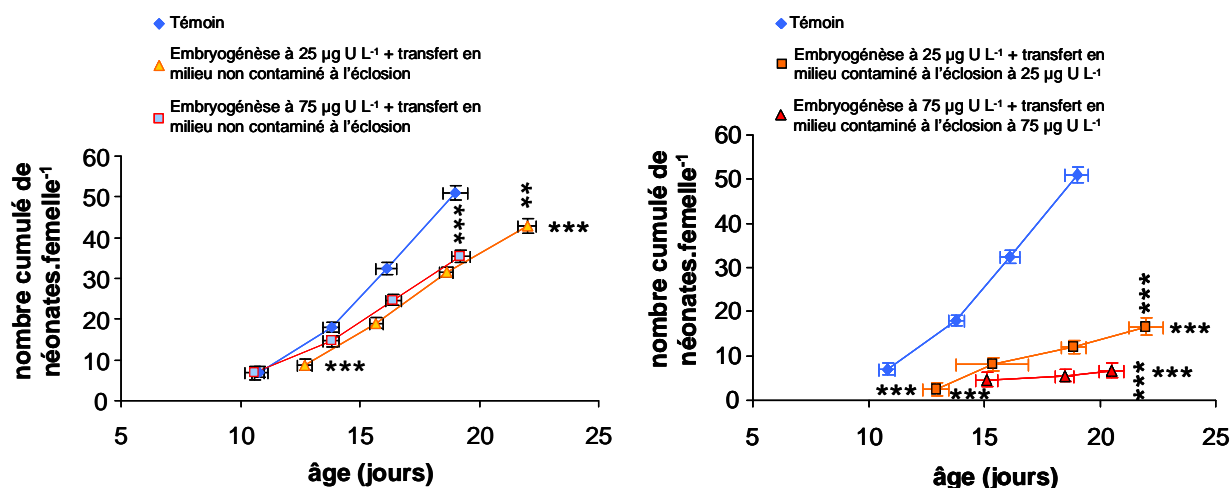 Témoin
Embryogénèse à 25 µg U L-1 + transfert en
milieu non contaminé à l'éclosion
Embryogénèse à 75 µg U L-1 + transfert en
milieu non contaminé à l'éclosion
nombre cumulé de
néonates.femelle-1
60
50
40
30
20
10
0
5
10
15
20
25
âge (jours)
***
***
**
***
Témoin
Embryogénèse à 25 µg U L-1 + transfert en
milieu contaminé à l'éclosion à 25 µg U L-1
Embryogénèse à 75 µg U L-1 + transfert en
milieu contaminé à l'éclosion à 75 µg U L-1
nombre cumulé de
néonates.femelle-1
60
50
40
30
20
10
0
5
10
15
20
25
âge (jours)
***
***
***
***
***
***